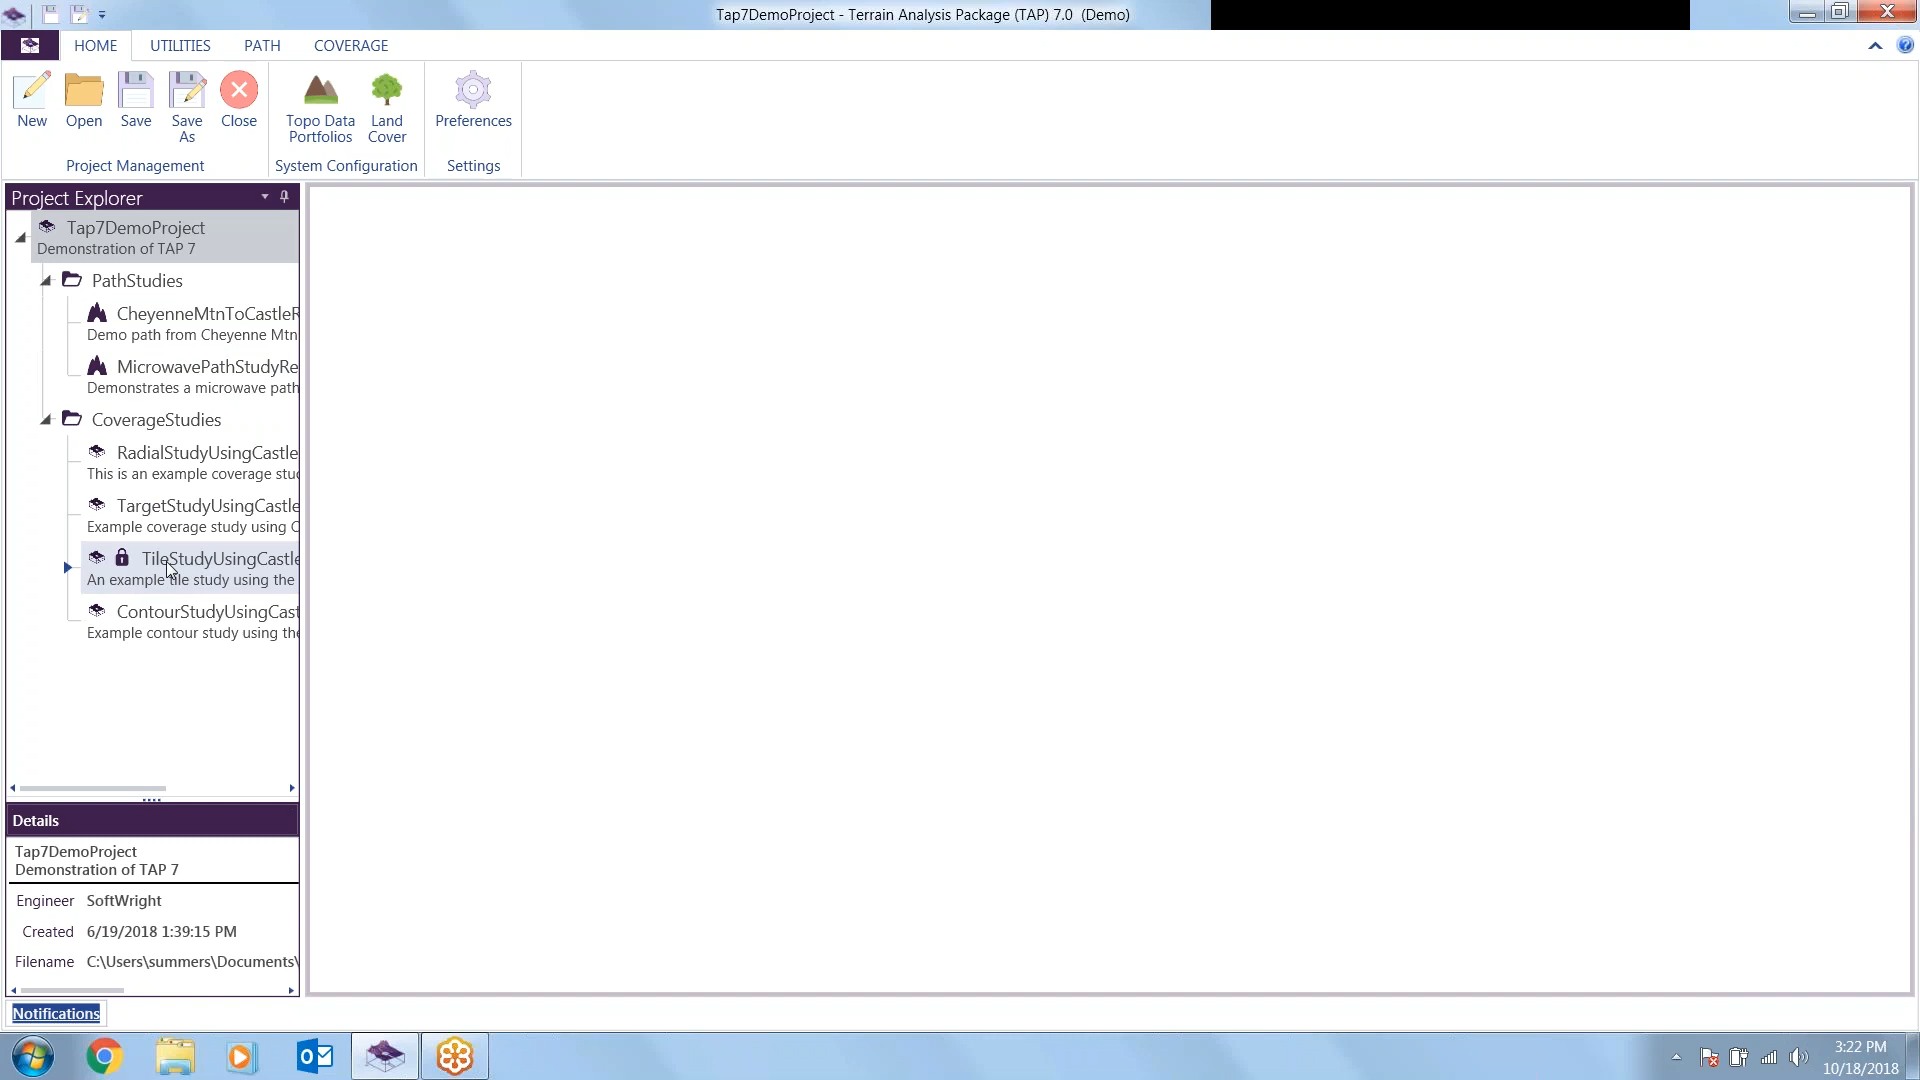 Tap7DemoProject - Terrain Analysis Package (TAP) 7.0 (Demo)
HOME UTILITIES PATH COVERAGE
New Open Save Save As Close
Topo Data Portfolios Land Cover Preferences
Project Management System Configuration Settings
Project Explorer
Tap7DemoProject
Demonstration of TAP 7
PathStudies
CheyenneMtnToCastleR
Demo path from Cheyenne Mtn
MicrowavePathStudyRe
Demonstrates a microwave path
CoverageStudies
RadialStudyUsingCastle
This is an example coverage stu
TargetStudyUsingCastle
Example coverage study using C
TileStudyUsingCastle
An example tile study using the
ContourStudyUsingCast
Example contour study using the
Details
Tap7DemoProject
Demonstration of TAP 7
Engineer SoftWright
Created 6/19/2018 1:39:15 PM
Filename C:\Users\summers\Documents\
Notifications
3:22 PM
10/18/2018